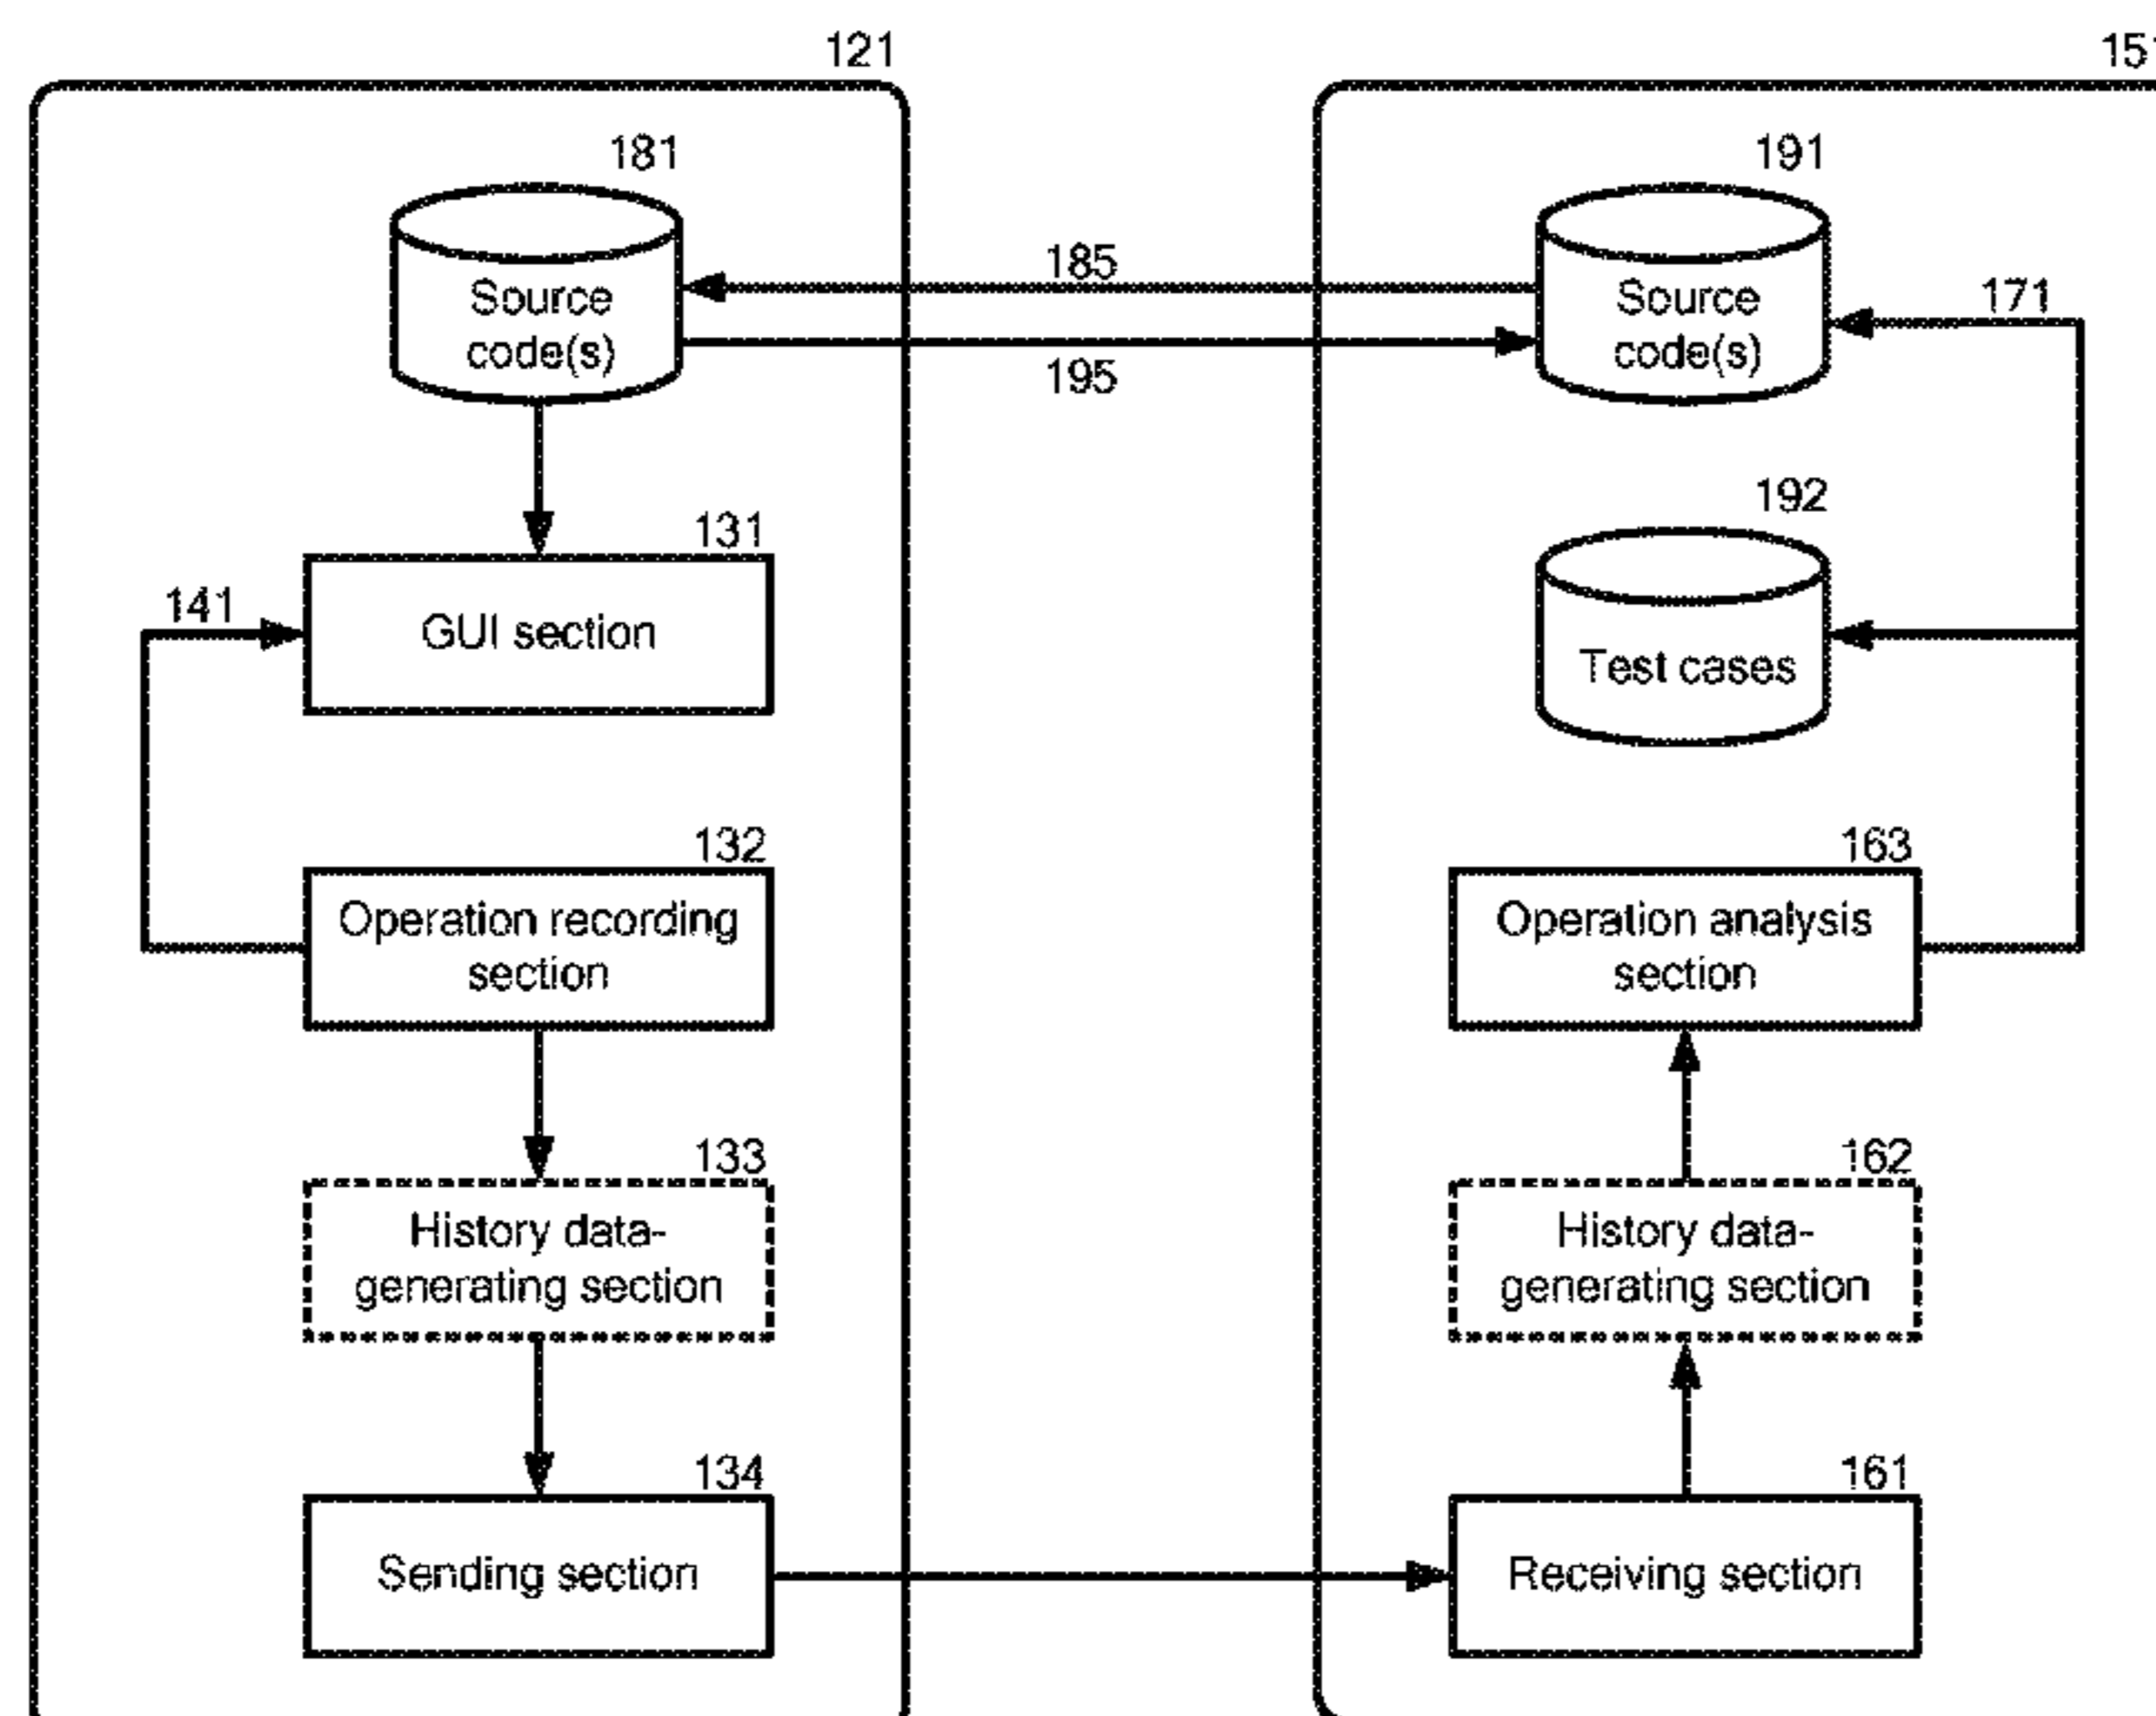 121
151
181
191
Source
code(s)
185
195
Source
code(s)
171
131
GUI section
141
192
Test cases
132
Operation recording
section
163
Operation analysis
section
133
History data-
generating section
162
History data-
generating section
134
Sending section
161
Receiving section